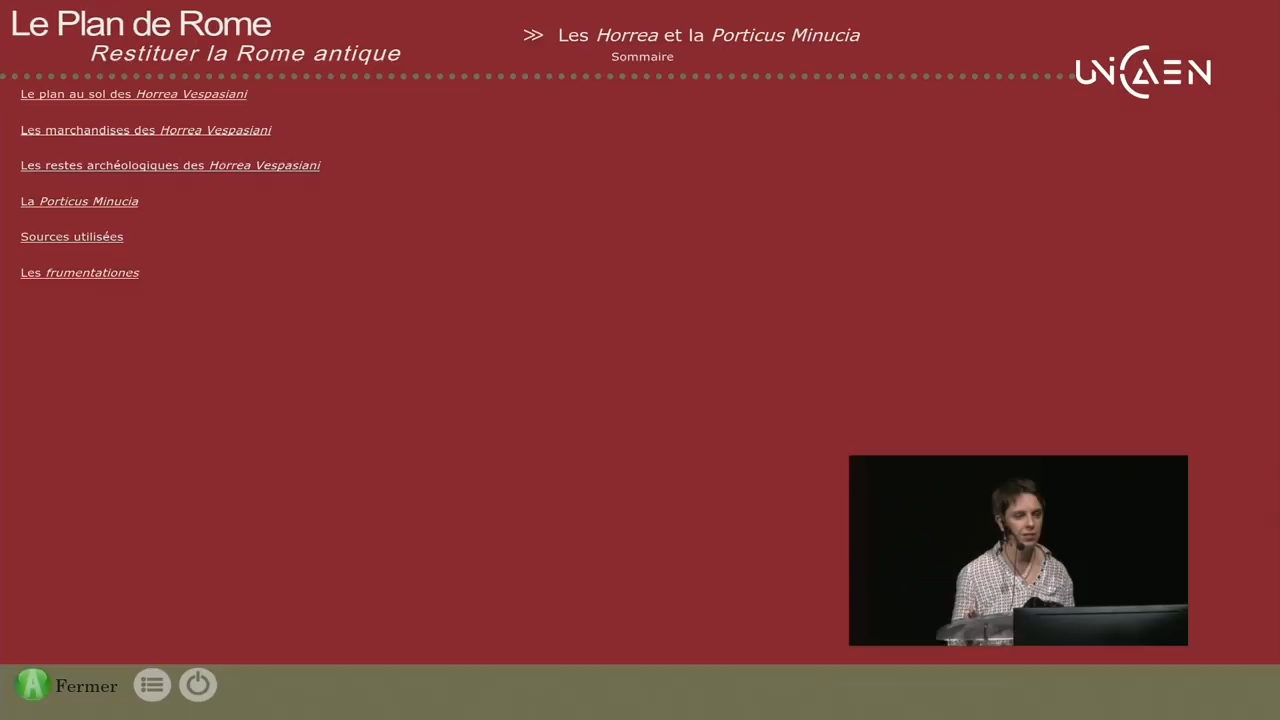 Le Plan de Rome
Restituer la Rome antique
>> Les Horrea et la Porticus Minucia
Sommaire
UNICAEN
Le plan au sol des Horrea Vespasiani
Les marchandises des Horrea Vespasiani
Les restes archéologiques des Horrea Vespasiani
La Porticus Minucia
Sources utilisées
Les frumentationes
A Fermer